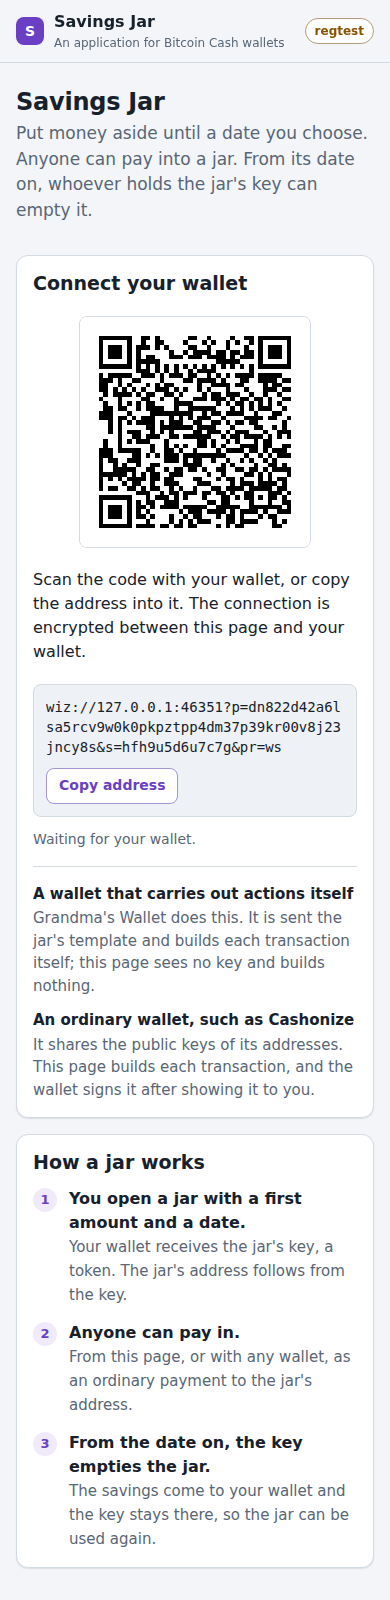 S
Savings Jar
An application for Bitcoin Cash wallets
regtest
Savings Jar
Put money aside until a date you choose.
Anyone can pay into a jar. From its date
on, whoever holds the jar's key can
empty it.
Connect your wallet
Scan the code with your wallet, or copy
the address into it. The connection is
encrypted between this page and your
wallet.
wiz://127.0.0.1:46351?p=dn822d42a6l
sa5rcv9w0k0pkpztpp4dm37p39kr00v8j23
jncy8s&s=hfh9u5d6u7c7g&pr=ws
Copy address
Waiting for your wallet.
A wallet that carries out actions itself
Grandma's Wallet does this. It is sent the
jar's template and builds each transaction
itself; this page sees no key and builds
nothing.
An ordinary wallet, such as Cashonize
It shares the public keys of its addresses.
This page builds each transaction, and the
wallet signs it after showing it to you.
How a jar works
1
You open a jar with a first
amount and a date.
Your wallet receives the jar's key, a
token. The jar's address follows from
the key.
2
Anyone can pay in.
From this page, or with any wallet, as
an ordinary payment to the jar's
address.
3
From the date on, the key
empties the jar.
The savings come to your wallet and
the key stays there, so the jar can be
used again.